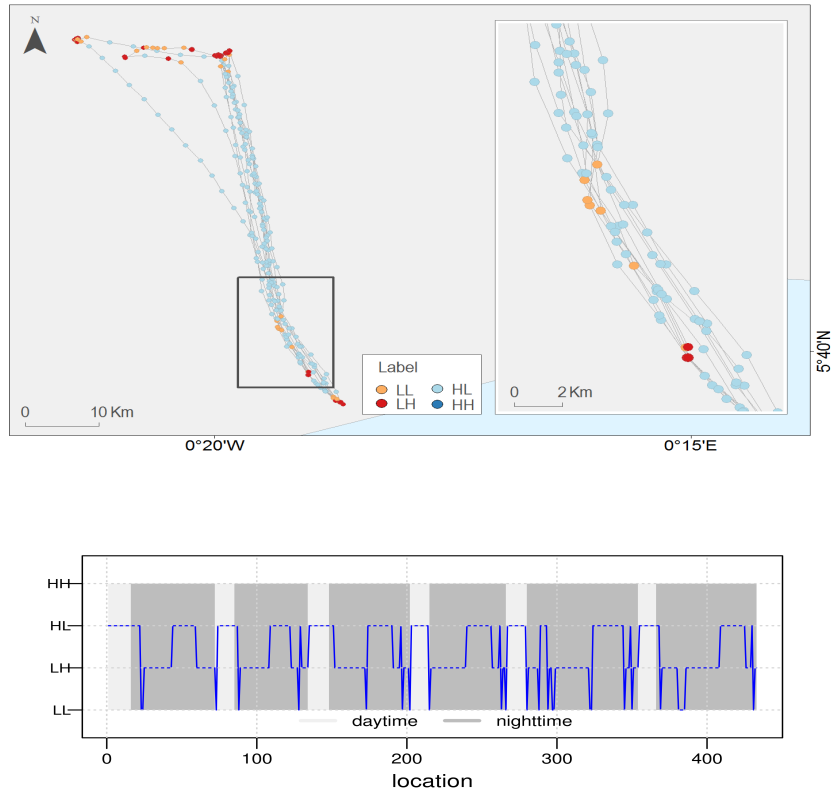 N
Label
LL HL
LH HH
0 10 Km
0 2 Km
5°40'N
0°20'W 0°15'E
HH
HL
LH
LL
daytime nighttime
0 100 200 300 400
location